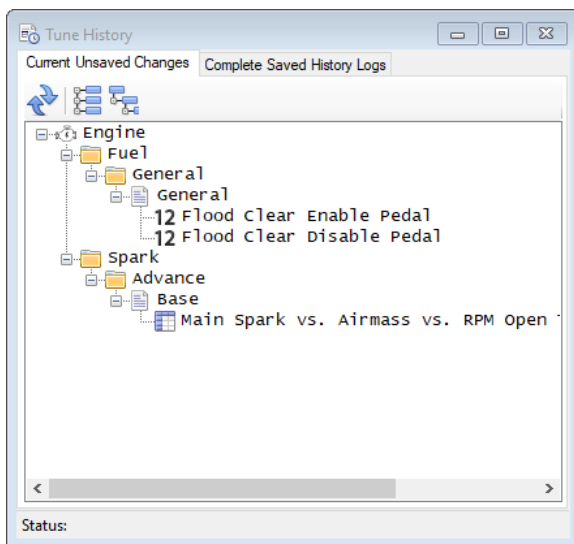 Tune History
Current Unsaved Changes Complete Saved History Logs
Engine
Fuel
General
General
12 Flood Clear Enable Pedal
12 Flood Clear Disable Pedal
Spark
Advance
Base
Main Spark vs. Airmass vs. RPM Open
Status: